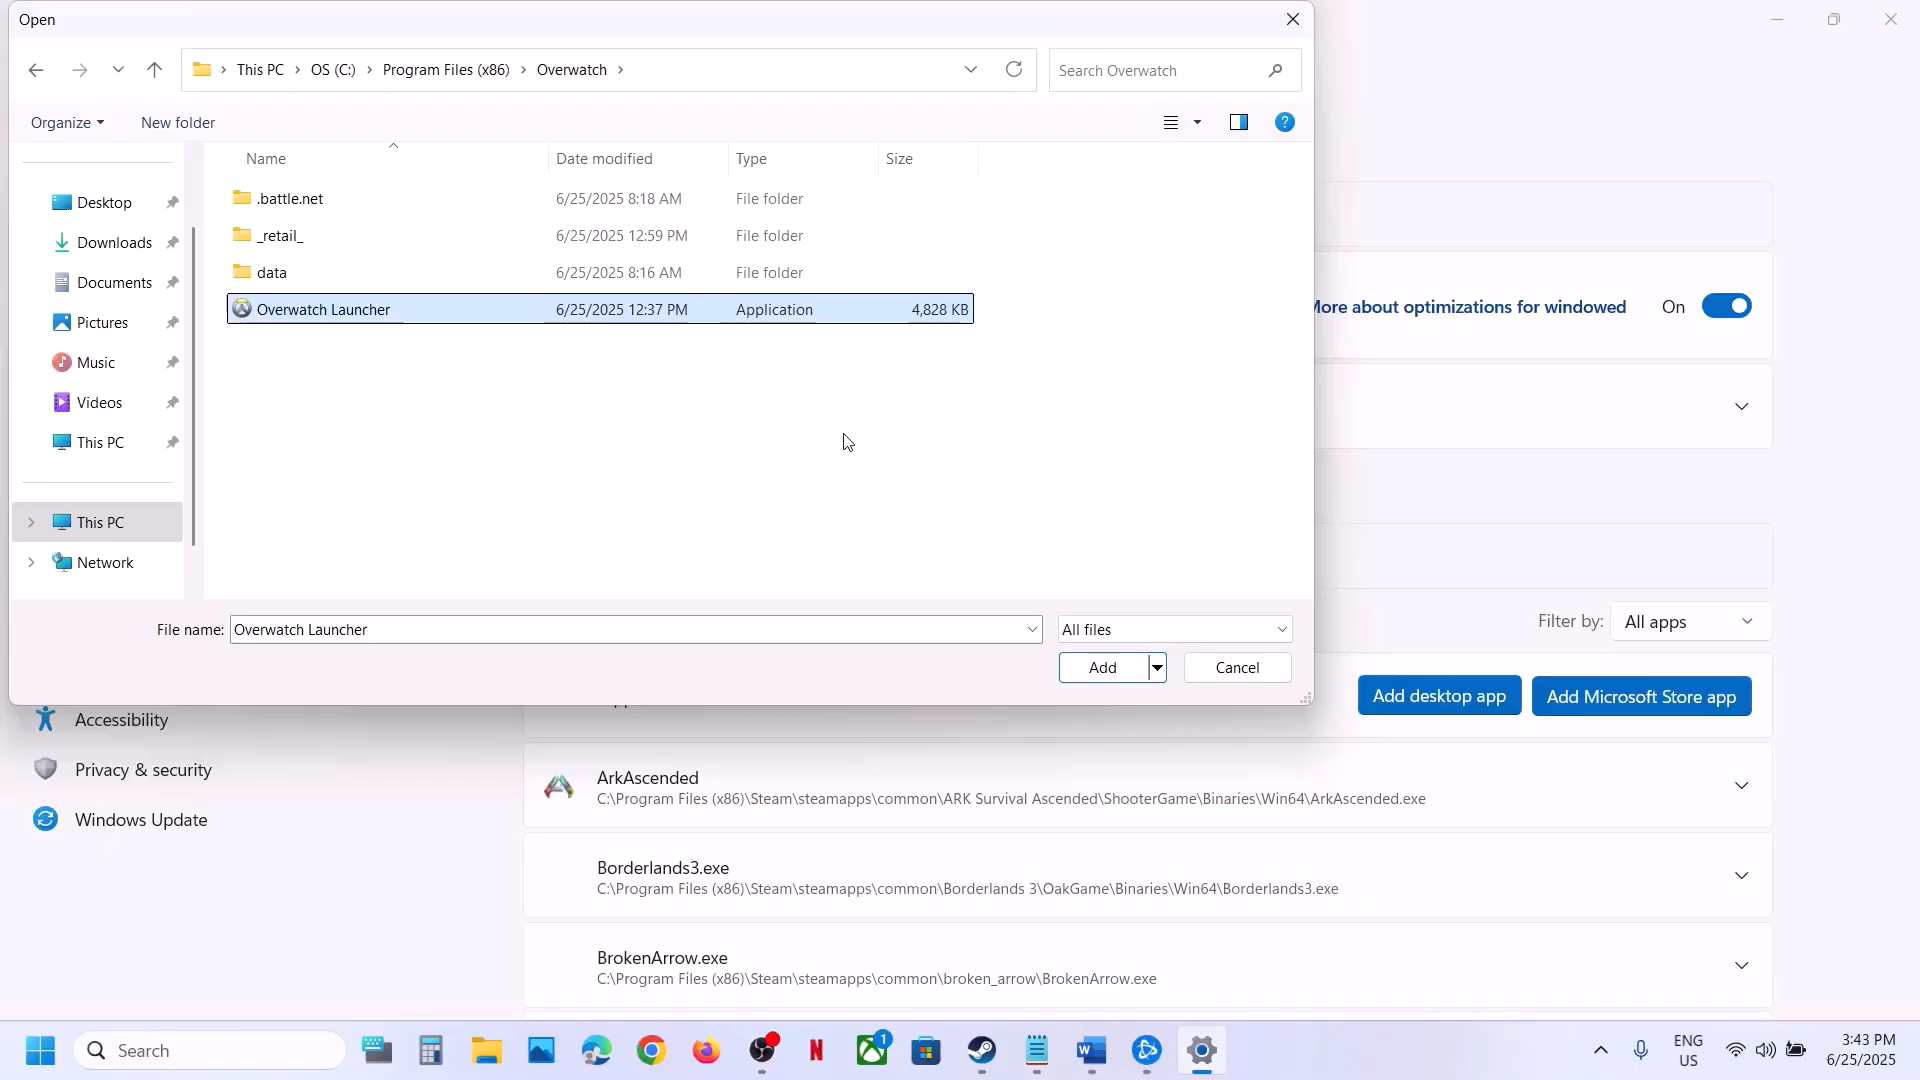 Open
This PC
OS (C:)
Program Files (x86)
Overwatch
Search Overwatch
Organize
New folder
Name
Date modified
Type
Size
.battle.net
6/25/2025 8:18 AM
File folder
_retail_
6/25/2025 12:59 PM
File folder
data
6/25/2025 8:16 AM
File folder
Overwatch Launcher
6/25/2025 12:37 PM
Application
4,828 KB
Desktop
Downloads
Documents
Pictures
Music
Videos
This PC
This PC
Network
File name:
Overwatch Launcher
All files
Add
Cancel
More about optimizations for windowed
On
Filter by:
All apps
Add desktop app
Add Microsoft Store app
Accessibility
Privacy & security
Windows Update
ArkAscended
C:\Program Files (x86)\Steam\steamapps\common\ARK Survival Ascended\ShooterGame\Binaries\Win64\ArkAscended.exe
Borderlands3.exe
C:\Program Files (x86)\Steam\steamapps\common\Borderlands 3\OakGame\Binaries\Win64\Borderlands3.exe
BrokenArrow.exe
C:\Program Files (x86)\Steam\steamapps\common\broken_arrow\BrokenArrow.exe
Search
1
ENG
US
3:43 PM
6/25/2025